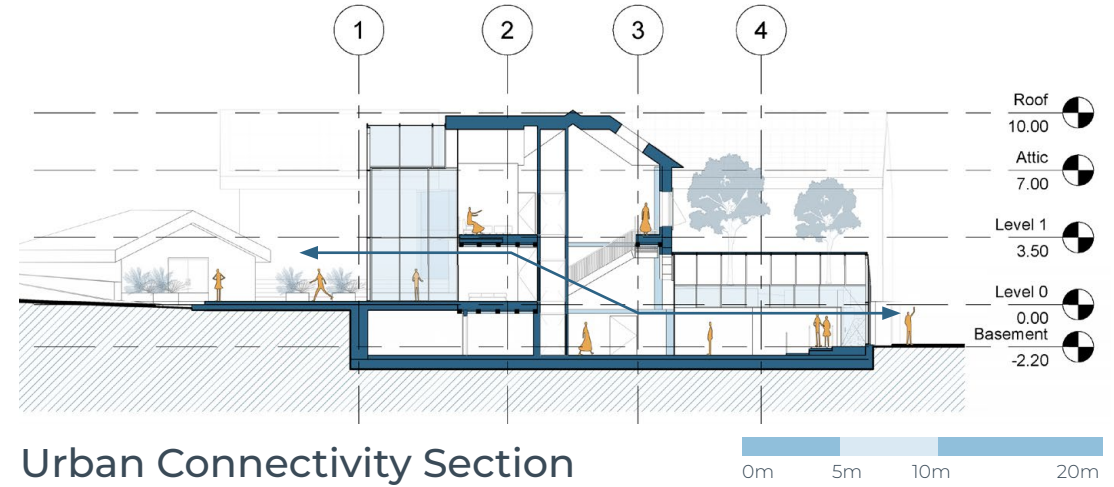 1 2 3 4
Roof
10.00
Attic
7.00
Level 1
3.50
Level 0
0.00
Basement
-2.20
Urban Connectivity Section
0m 5m 10m 20m